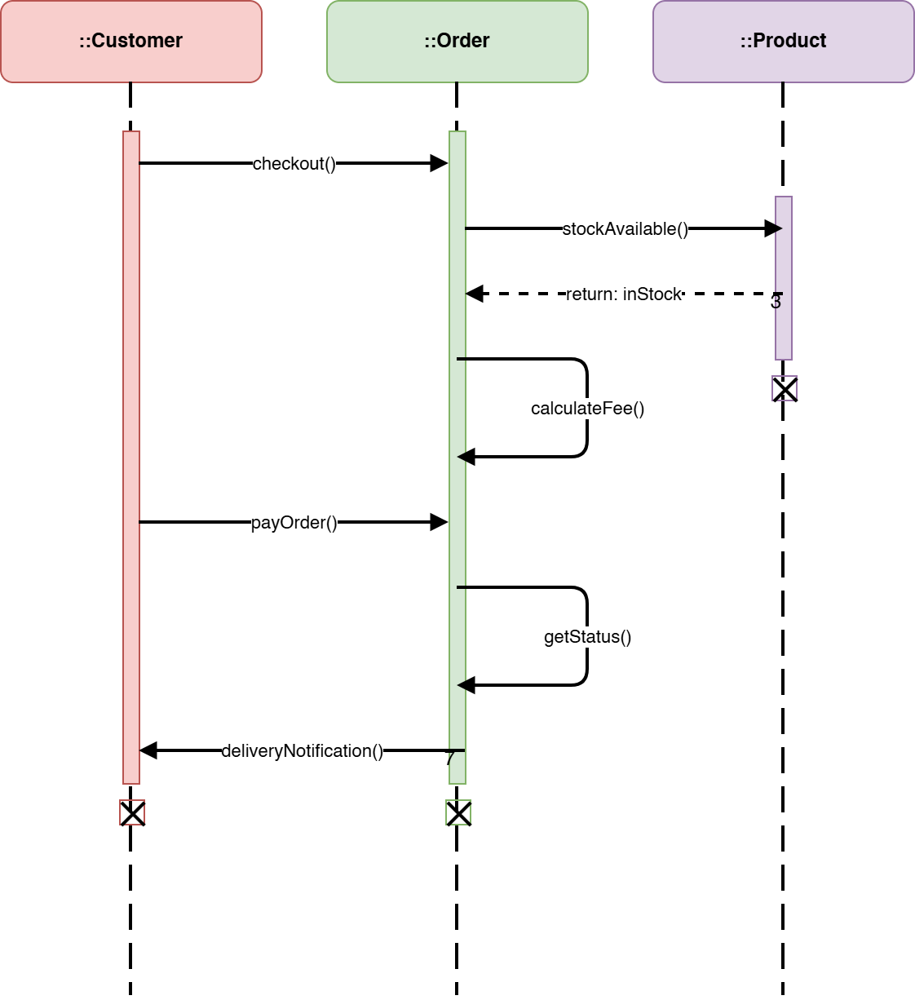 ::Customer
::Order
::Product
checkout()
stockAvailable()
return: inStock
3
calculateFee()
payOrder()
getStatus()
deliveryNotification()
7